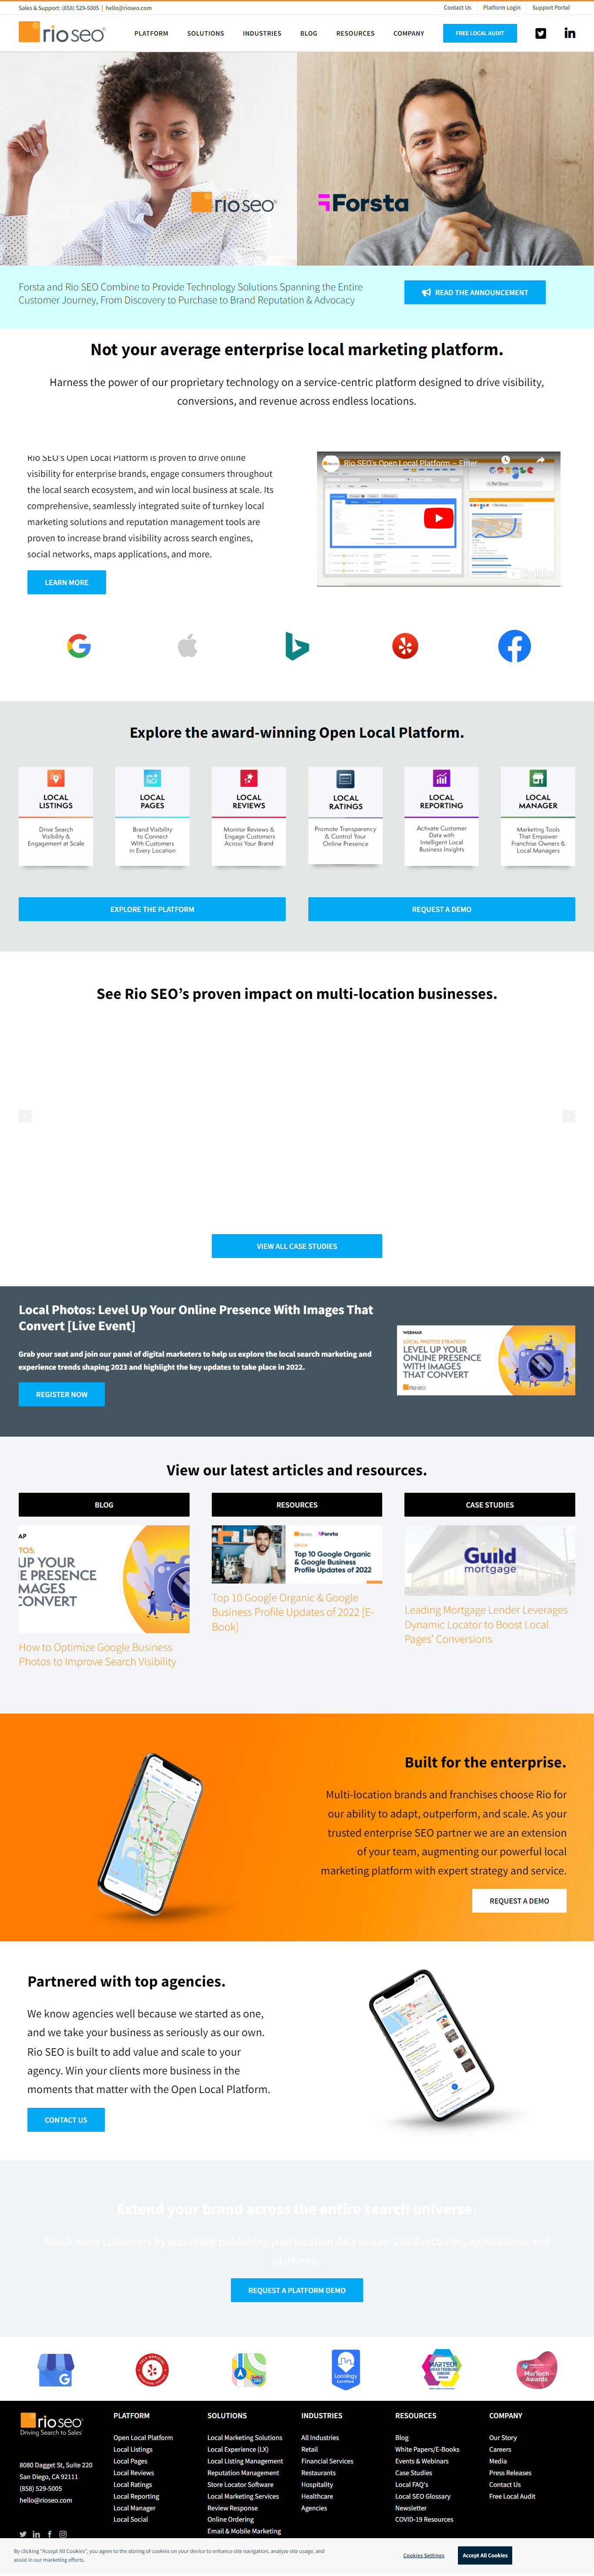 Sales & Support: (858) 529-5005 | hello@rioseo.com
Contact Us Platform Login Support Portal
rioseo
PLATFORM SOLUTIONS INDUSTRIES BLOG RESOURCES COMPANY FREE LOCAL AUDIT
rioseo Forsta
Forsta and Rio SEO Combine to Provide Technology Solutions Spanning the Entire
Customer Journey, From Discovery to Purchase to Brand Reputation & Advocacy
READ THE ANNOUNCEMENT
Not your average enterprise local marketing platform.
Harness the power of our proprietary technology on a service-centric platform designed to drive visibility,
conversions, and revenue across endless locations.
Rio SEO's Open Local Platform is proven to drive online
visibility for enterprise brands, engage consumers throughout
the local search ecosystem, and win local business at scale. Its
comprehensive, seamlessly integrated suite of turnkey local
marketing solutions and reputation management tools are
proven to increase brand visibility across search engines,
social networks, maps applications, and more.
LEARN MORE
Rio SEO's Open Local Platform – Enter...
Pet Store
Explore the award-winning Open Local Platform.
LOCAL
LISTINGS
Drive Search
Visibility &
Engagement at Scale
LOCAL
PAGES
Brand Visibility
to Connect
With Customers
in Every Location
LOCAL
REVIEWS
Monitor Reviews &
Engage Customers
Across Your Brand
LOCAL
RATINGS
Promote Transparency
& Control Your
Online Presence
LOCAL
REPORTING
Activate Customer
Data with
Intelligent Local
Business Insights
LOCAL
MANAGER
Marketing Tools
That Empower
Franchise Owners &
Local Managers
EXPLORE THE PLATFORM
REQUEST A DEMO
See Rio SEO's proven impact on multi-location businesses.
VIEW ALL CASE STUDIES
Local Photos: Level Up Your Online Presence With Images That
Convert [Live Event]
Grab your seat and join our panel of digital marketers to help us explore the local search marketing and
experience trends shaping 2023 and highlight the key updates to take place in 2022.
REGISTER NOW
WEBINAR
LOCAL PHOTOS STRATEGY:
LEVEL UP YOUR
ONLINE PRESENCE
WITH IMAGES
THAT CONVERT
rioseo
View our latest articles and resources.
BLOG
AP
TOS:
UP YOUR
E PRESENCE
MAGES
CONVERT
How to Optimize Google Business
Photos to Improve Search Visibility
RESOURCES
rioseo Forsta
Top 10 Google Organic
& Google Business
Profile Updates of 2022
Top 10 Google Organic & Google
Business Profile Updates of 2022 [E-
Book]
CASE STUDIES
Guild
mortgage
Leading Mortgage Lender Leverages
Dynamic Locator to Boost Local
Pages' Conversions
Built for the enterprise.
Multi-location brands and franchises choose Rio for
our ability to adapt, outperform, and scale. As your
trusted enterprise SEO partner we are an extension
of your team, augmenting our powerful local
marketing platform with expert strategy and service.
REQUEST A DEMO
Partnered with top agencies.
We know agencies well because we started as one,
and we take your business as seriously as our own.
Rio SEO is built to add value and scale to your
agency. Win your clients more business in the
moments that matter with the Open Local Platform.
CONTACT US
Extend your brand across the entire search universe.
Reach more customers by accurately publishing your location data to over 200 directories, applications, and
platforms.
REQUEST A PLATFORM DEMO
Locology
Certified
MARTECH
MarTech
Awards
rioseo
Driving Search to Sales
8080 Dagget St, Suite 220
San Diego, CA 92111
(858) 529-5005
hello@rioseo.com
PLATFORM
Open Local Platform
Local Listings
Local Pages
Local Reviews
Local Ratings
Local Reporting
Local Manager
Local Social
SOLUTIONS
Local Marketing Solutions
Local Experience (LX)
Local Listing Management
Reputation Management
Store Locator Software
Local Marketing Services
Review Response
Online Ordering
Email & Mobile Marketing
INDUSTRIES
All Industries
Retail
Financial Services
Restaurants
Hospitality
Healthcare
Agencies
RESOURCES
Blog
White Papers/E-Books
Events & Webinars
Case Studies
Local FAQ's
Local SEO Glossary
Newsletter
COVID-19 Resources
COMPANY
Our Story
Careers
Media
Press Releases
Contact Us
Free Local Audit
By clicking "Accept All Cookies", you agree to the storing of cookies on your device to enhance site navigation, analyze site usage, and
assist in our marketing efforts.
Cookies Settings
Accept All Cookies